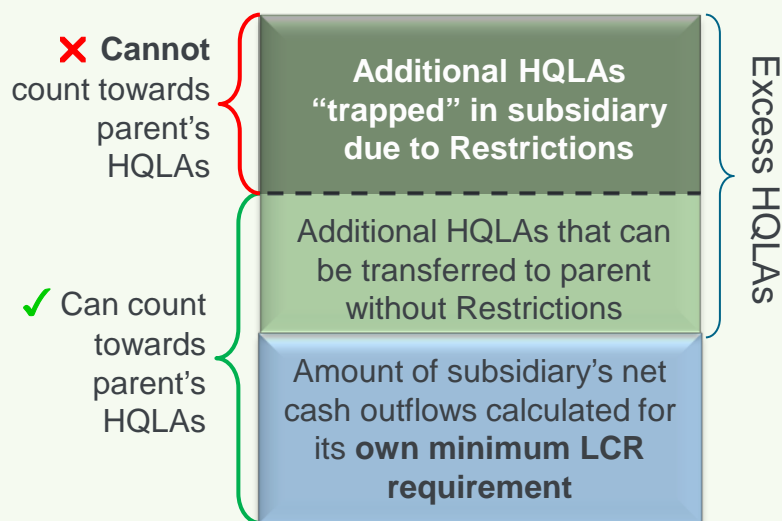 Cannot
count towards
parent's
HQLAs
Additional HQLAs
“trapped” in subsidiary
due to Restrictions
Excess HQLAs
Additional HQLAs that can
be transferred to parent
without Restrictions
Can count
towards
parent's
HQLAs
Amount of subsidiary's net
cash outflows calculated for
its own minimum LCR
requirement